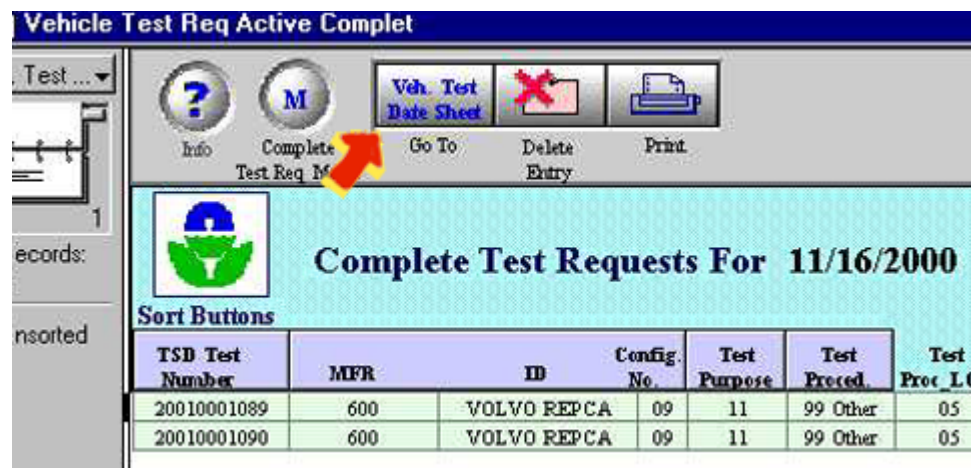 Vehicle Test Req Active Complet
. Test ...
? M Veh. Test
Date Sheet
Info Complete Go To Delete Print
Test Req M Entry
1
ecords:
Complete Test Requests For 11/16/2000
Sort Buttons
nsorted
TSD Test Number MFR ID Config. No. Test Purpose Test Proced. Test Proc_L
20010001089 600 VOLVO REPCA 09 11 99 Other 05
20010001090 600 VOLVO REPCA 09 11 99 Other 05